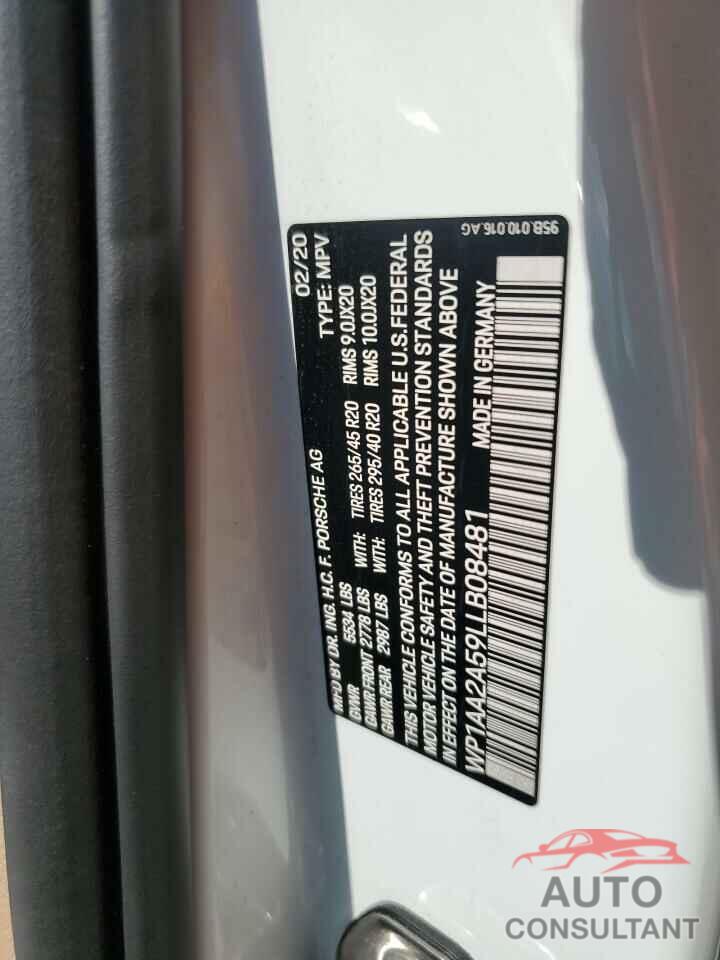 MFD BY DR. ING. H.C. F. PORSCHE AG 02/20
GVWR 5534 LBS TYPE: MPV
GAWR FRONT 2778 LBS WITH: TIRES 265/45 R20 RIMS 9.0JX20
GAWR REAR 2987 LBS WITH: TIRES 295/40 R20 RIMS 10.0JX20
THIS VEHICLE CONFORMS TO ALL APPLICABLE U.S. FEDERAL
MOTOR VEHICLE SAFETY AND THEFT PREVENTION STANDARDS
IN EFFECT ON THE DATE OF MANUFACTURE SHOWN ABOVE
WP1AA2A59LLB08481 MADE IN GERMANY
95B.010.016.AG
AUTO
CONSULTANT